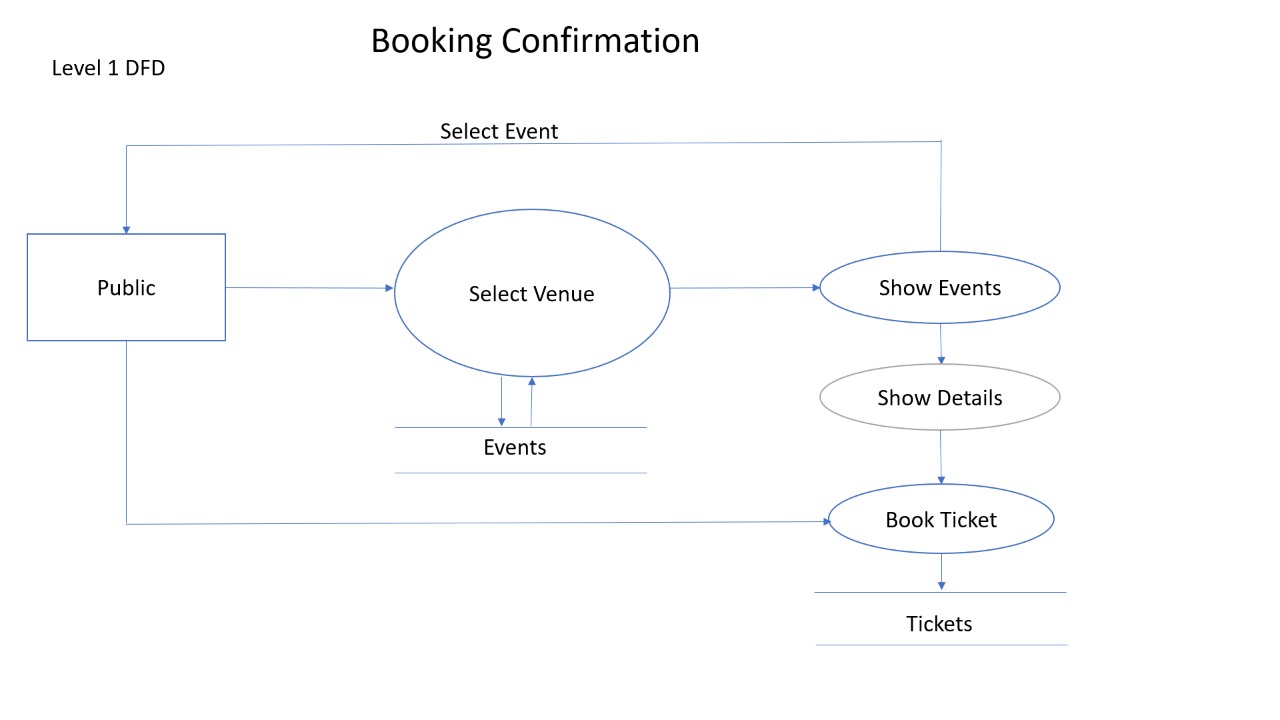 Booking Confirmation
Level 1 DFD
Select Event
Public
Select Venue
Show Events
Show Details
Events
Book Ticket
Tickets